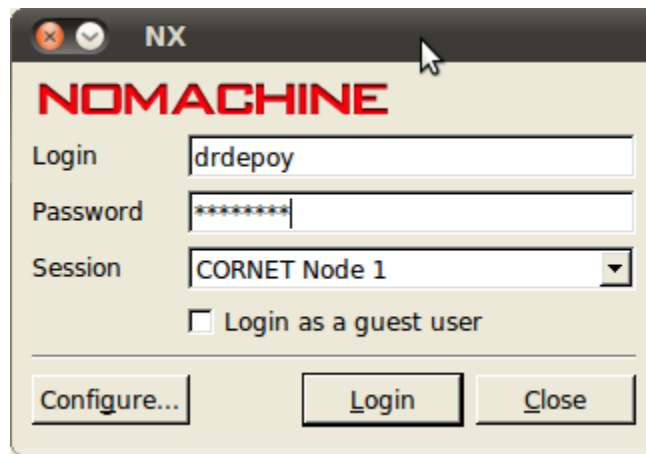 NX
NOMACHINE
Login drdepoy
Password ********
Session CORNET Node 1
Login as a guest user
Configure... Login Close